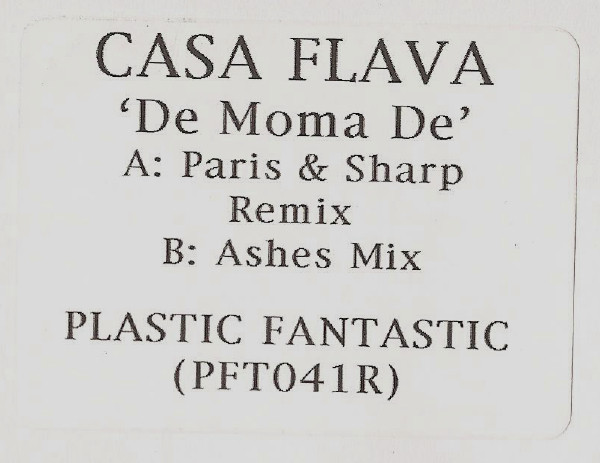 CASA FLAVA
‘De Moma De’
A: Paris & Sharp
Remix
B: Ashes Mix
PLASTIC FANTASTIC
(PFT041R)